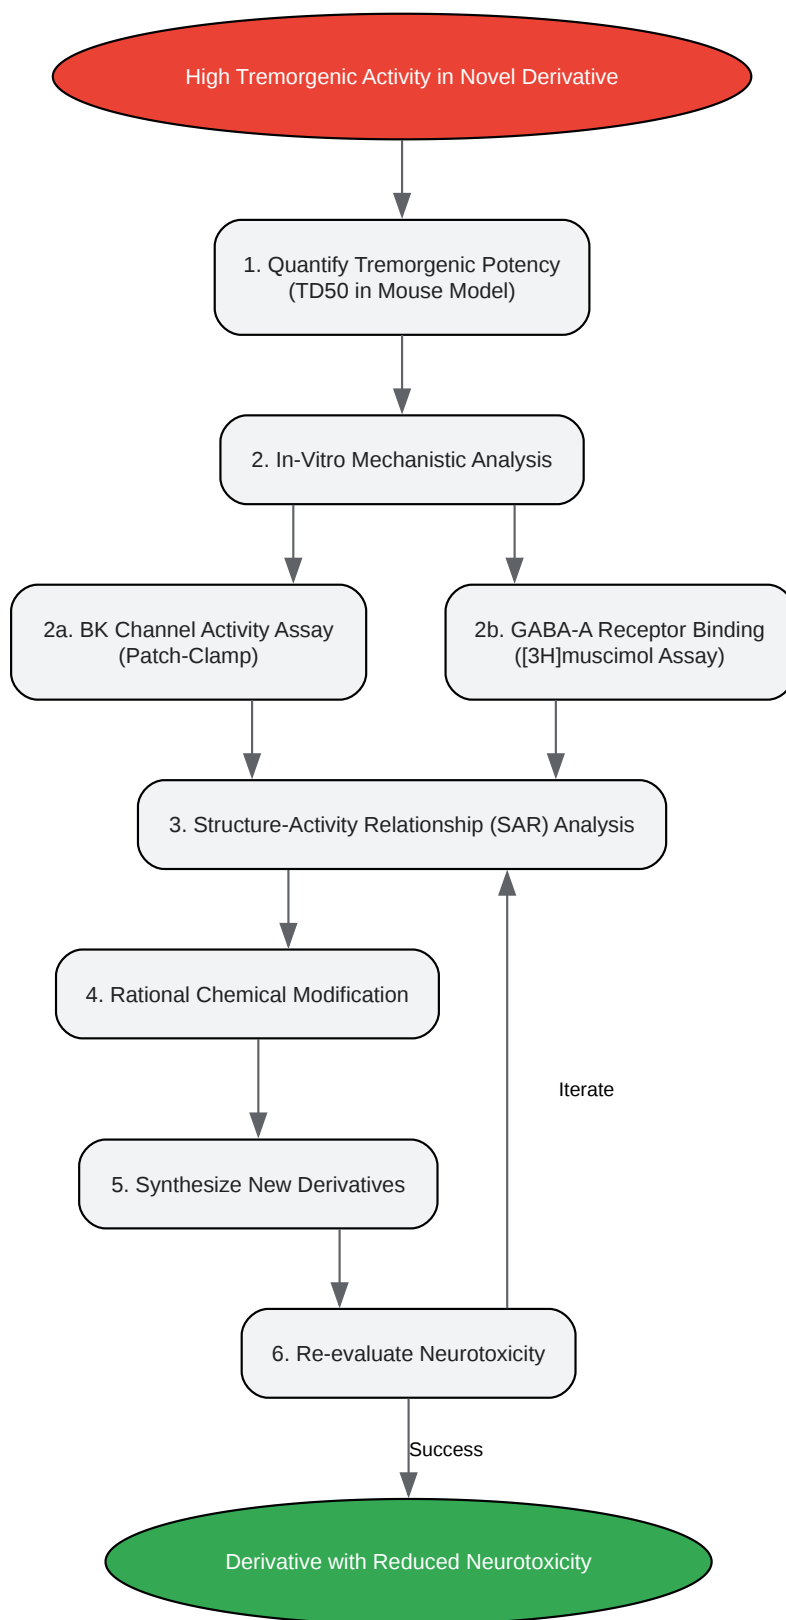 High Tremorgenic Activity in Novel Derivative
1. Quantify Tremorgenic Potency
(TD50 in Mouse Model)
2. In-Vitro Mechanistic Analysis
2a. BK Channel Activity Assay
(Patch-Clamp)
2b. GABA-A Receptor Binding
([3H]muscimol Assay)
3. Structure-Activity Relationship (SAR) Analysis
4. Rational Chemical Modification
Iterate
5. Synthesize New Derivatives
6. Re-evaluate Neurotoxicity
Success
Derivative with Reduced Neurotoxicity